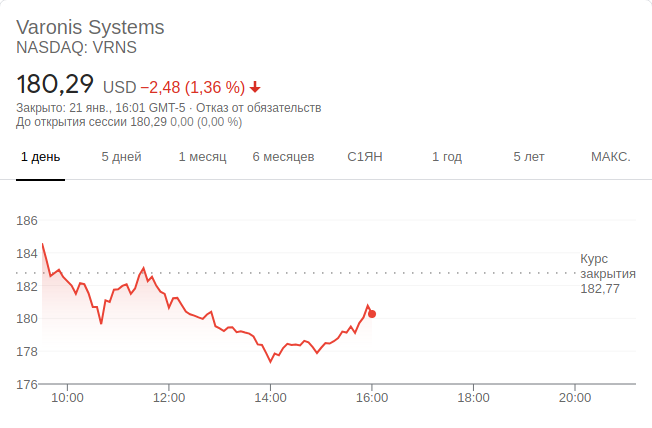 Varonis Systems
NASDAQ: VRNS
180,29 USD −2,48 (1,36 %)
Закрыто: 21 янв., 16:01 GMT-5 · Отказ от обязательств
До открытия сессии 180,29 0,00 (0,00 %)
1 день 5 дней 1 месяц 6 месяцев С1ЯН 1 год 5 лет МАКС.
186
184
Курс
закрытия
182,77
182
180
178
176
10:00 12:00 14:00 16:00 18:00 20:00